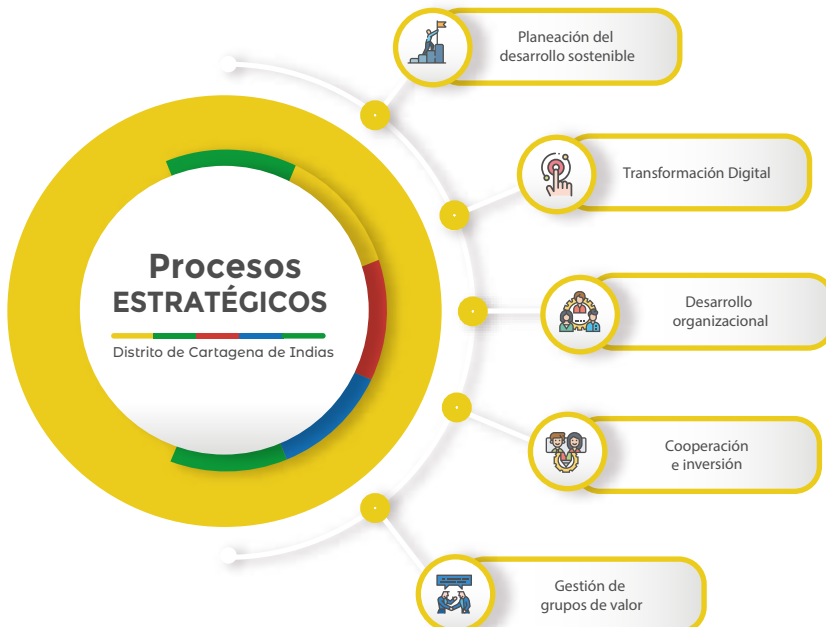 Procesos
ESTRATÉGICOS
Distrito de Cartagena de Indias
Planeación del
desarrollo sostenible
Transformación Digital
Desarrollo
organizacional
Cooperación
e inversión
Gestión de
grupos de valor